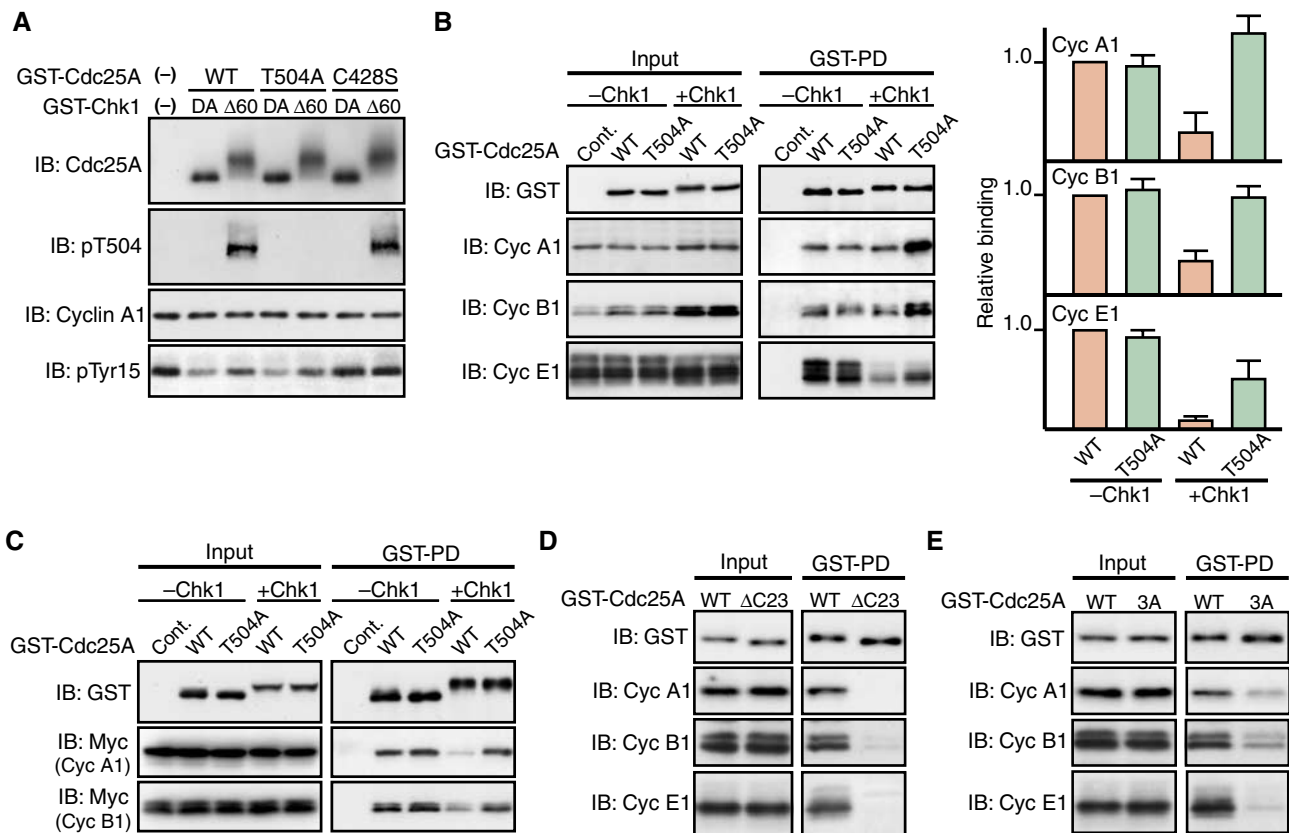 A
GST-Cdc25A (–) WT T504A C428S
GST-Chk1 (–) DA Δ60 DA Δ60 DA Δ60
IB: Cdc25A
IB: pT504
IB: Cyclin A1
IB: pTyr15
B
Input GST-PD
–Chk1 +Chk1 –Chk1 +Chk1
GST-Cdc25A Cont. WT T504A WT T504A Cont. WT T504A WT T504A
IB: GST
IB: Cyc A1
IB: Cyc B1
IB: Cyc E1
Relative binding
1.0 Cyc A1
1.0 Cyc B1
1.0 Cyc E1
WT T504A WT T504A
–Chk1 +Chk1
C
Input GST-PD
–Chk1 +Chk1 –Chk1 +Chk1
GST-Cdc25A Cont. WT T504A WT T504A Cont. WT T504A WT T504A
IB: GST
IB: Myc
(Cyc A1)
IB: Myc
(Cyc B1)
D
Input GST-PD
GST-Cdc25A WT ΔC23 WT ΔC23
IB: GST
IB: Cyc A1
IB: Cyc B1
IB: Cyc E1
E
Input GST-PD
GST-Cdc25A WT 3A WT 3A
IB: GST
IB: Cyc A1
IB: Cyc B1
IB: Cyc E1